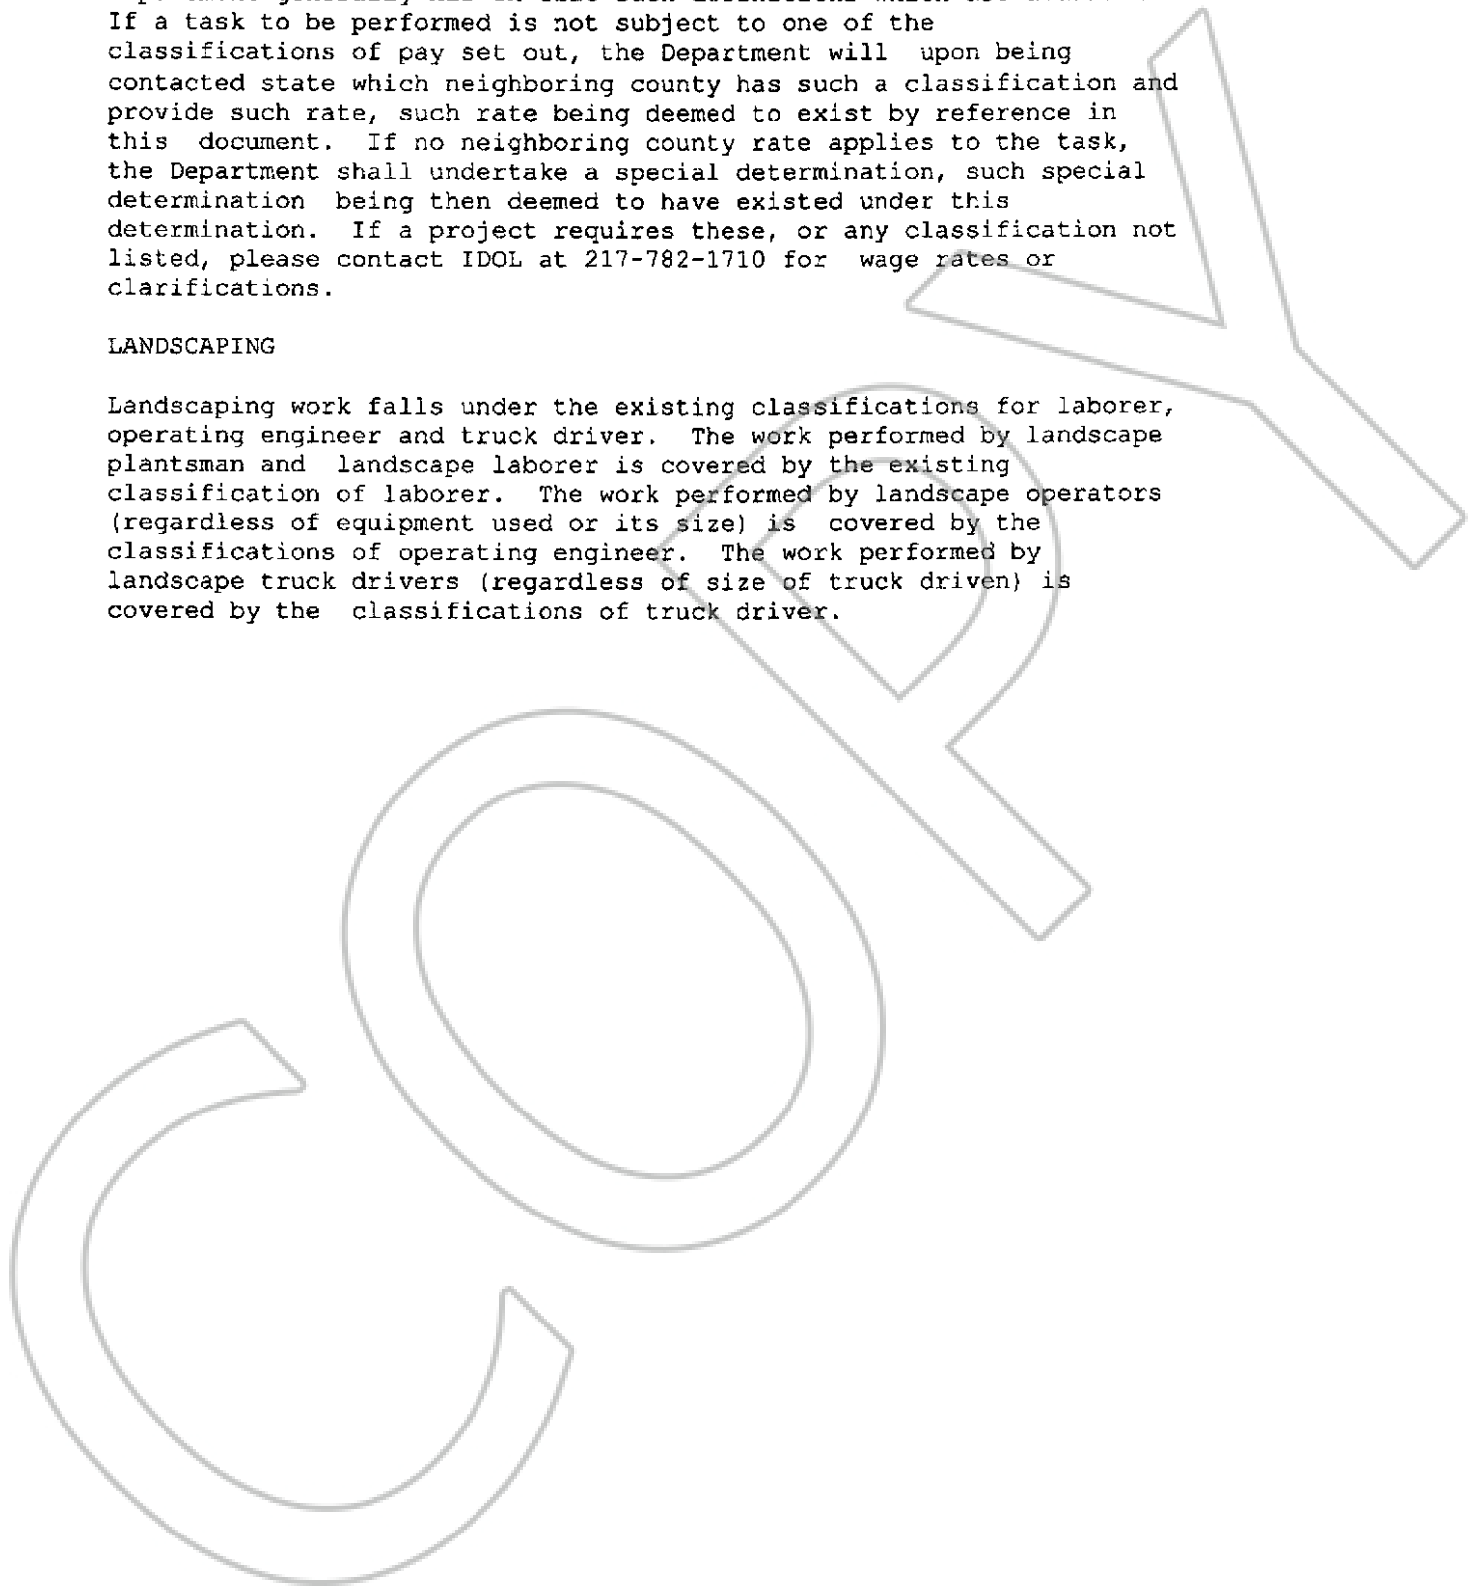 If a task to be performed is not subject to one of the
classifications of pay set out, the Department will  upon being
contacted state which neighboring county has such a classification and
provide such rate, such rate being deemed to exist by reference in
this  document.  If no neighboring county rate applies to the task,
the Department shall undertake a special determination, such special
determination  being then deemed to have existed under this
determination.  If a project requires these, or any classification not
listed, please contact IDOL at 217-782-1710 for  wage rates or
clarifications.
LANDSCAPING
Landscaping work falls under the existing classifications for laborer,
operating engineer and truck driver.  The work performed by landscape
plantsman and  landscape laborer is covered by the existing
classification of laborer.  The work performed by landscape operators
(regardless of equipment used or its size) is  covered by the
classifications of operating engineer.  The work performed by
landscape truck drivers (regardless of size of truck driven) is
covered by the  classifications of truck driver.
COPY